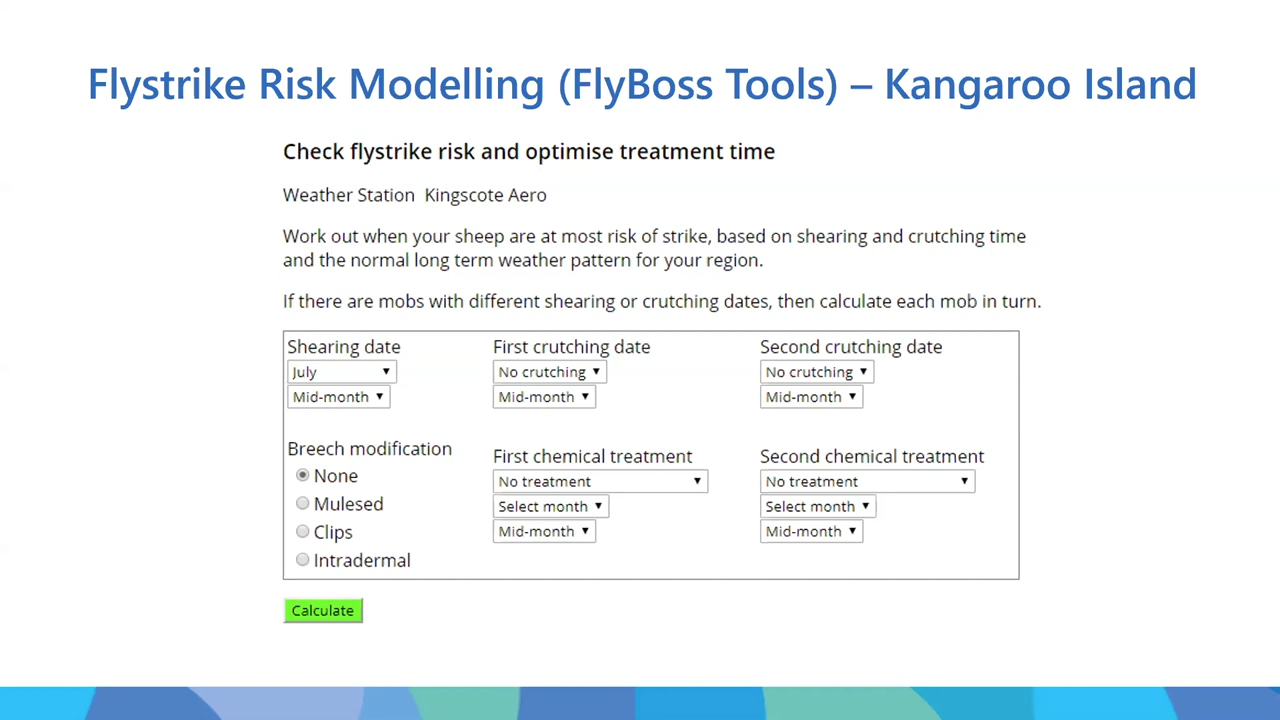 Flystrike Risk Modelling (FlyBoss Tools) – Kangaroo Island
Check flystrike risk and optimise treatment time
Weather Station Kingscote Aero
Work out when your sheep are at most risk of strike, based on shearing and crutching time
and the normal long term weather pattern for your region.
If there are mobs with different shearing or crutching dates, then calculate each mob in turn.
Shearing date
July
Mid-month
First crutching date
No crutching
Mid-month
Second crutching date
No crutching
Mid-month
Breech modification
None
Mulesed
Clips
Intradermal
First chemical treatment
No treatment
Select month
Mid-month
Second chemical treatment
No treatment
Select month
Mid-month
Calculate